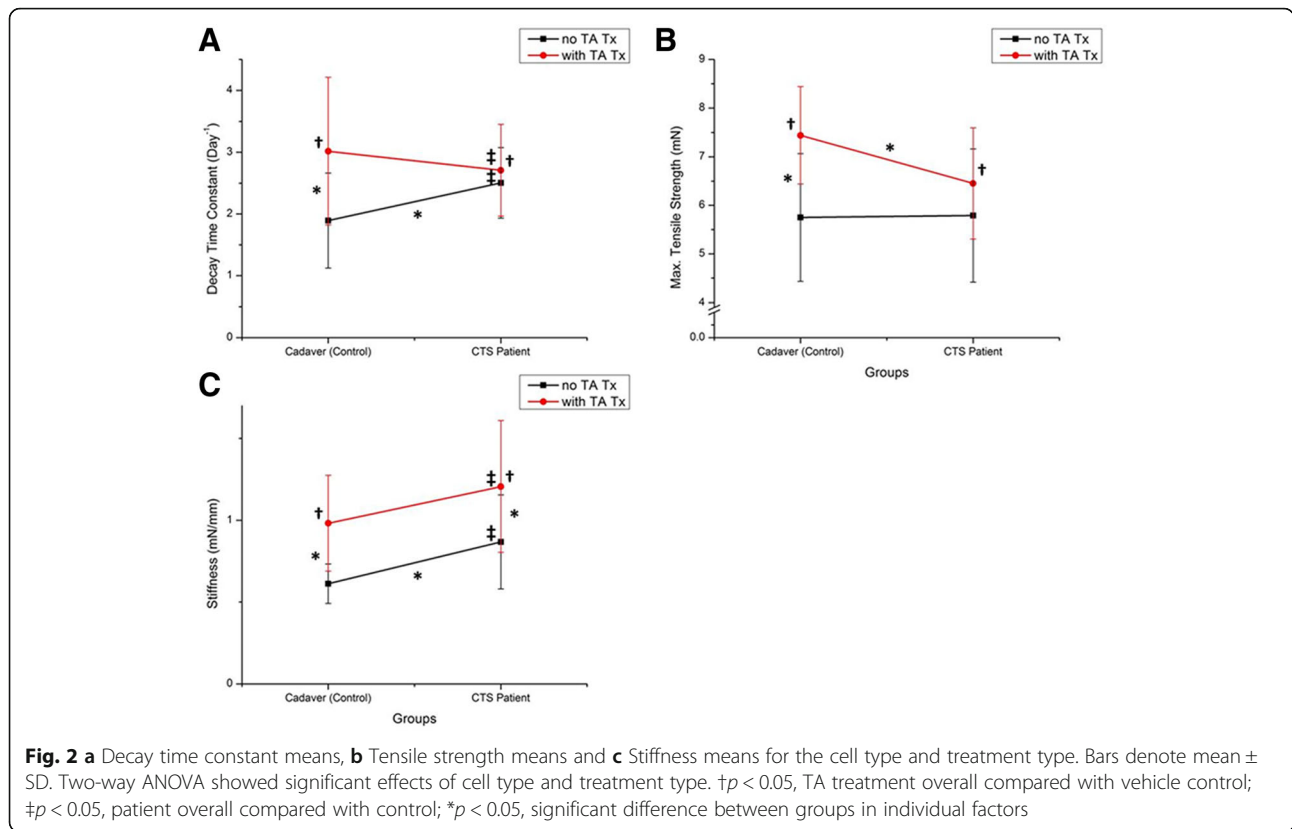 A
no TA Tx
with TA Tx
Decay Time Constant (Day⁻¹)
4
3
2
1
0
†
*
*
‡
‡
†
Cadaver (Control)
CTS Patient
B
no TA Tx
with TA Tx
Max. Tensile Strength (mN)
9
8
7
6
5
4
0.0
†
*
*
†
Cadaver (Control)
CTS Patient
Groups
C
no TA Tx
with TA Tx
Stiffness (mN/mm)
1
0
†
*
*
‡
†
*
‡
Cadaver (Control)
CTS Patient
Groups
Fig. 2 a Decay time constant means, b Tensile strength means and c Stiffness means for the cell type and treatment type. Bars denote mean ±
SD. Two-way ANOVA showed significant effects of cell type and treatment type. †p < 0.05, TA treatment overall compared with vehicle control;
‡p < 0.05, patient overall compared with control; *p < 0.05, significant difference between groups in individual factors